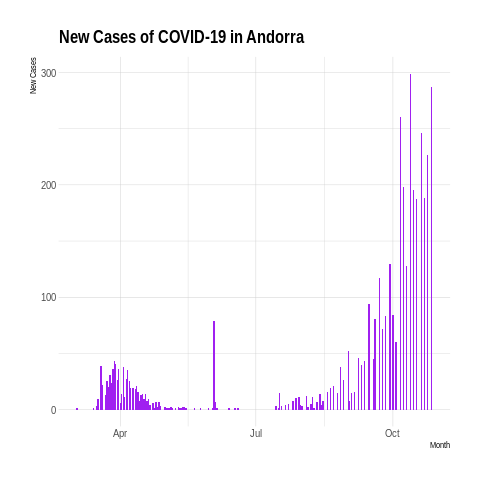 New Cases of COVID-19 in Andorra
New Cases
300
200
100
0
Apr
Jul
Oct
Month